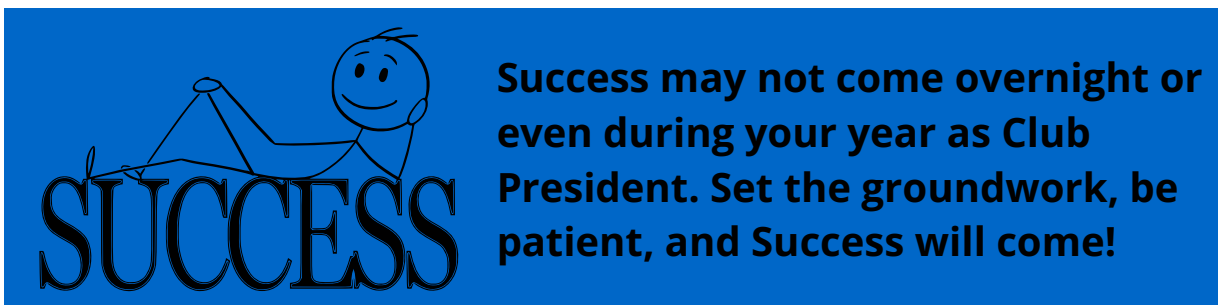 SUCCESS
Success may not come overnight or
even during your year as Club
President. Set the groundwork, be
patient, and Success will come!